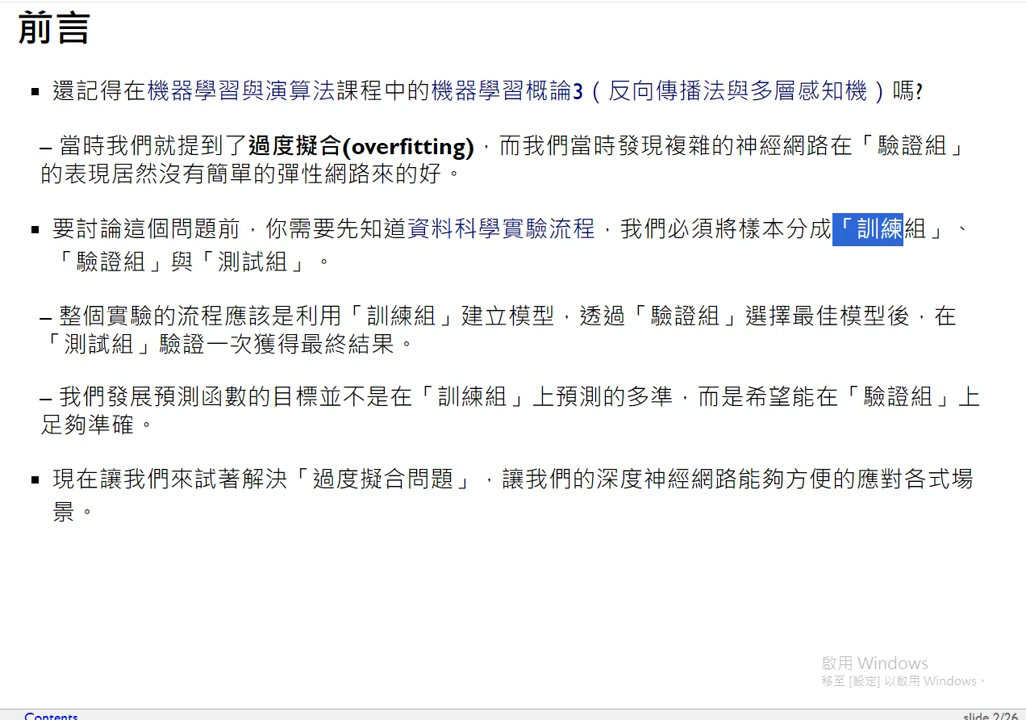 前言
▪ 還記得在機器學習與演算法課程中的機器學習概論3（反向傳播法與多層感知機）嗎?
– 當時我們就提到了過度擬合(overfitting)，而我們當時發現複雜的神經網路在「驗證組」
的表現居然沒有簡單的彈性網路來的好。
▪ 要討論這個問題前，你需要先知道資料科學實驗流程，我們必須將樣本分成「訓練組」、
「驗證組」與「測試組」。
– 整個實驗的流程應該是利用「訓練組」建立模型，透過「驗證組」選擇最佳模型後，在
「測試組」驗證一次獲得最終結果。
– 我們發展預測函數的目標並不是在「訓練組」上預測的多準，而是希望能在「驗證組」上
足夠準確。
▪ 現在讓我們來試著解決「過度擬合問題」，讓我們的深度神經網路能夠方便的應對各式場
景。
啟用 Windows
移至 [設定] 以啟用 Windows。
Contents
slide 2/26